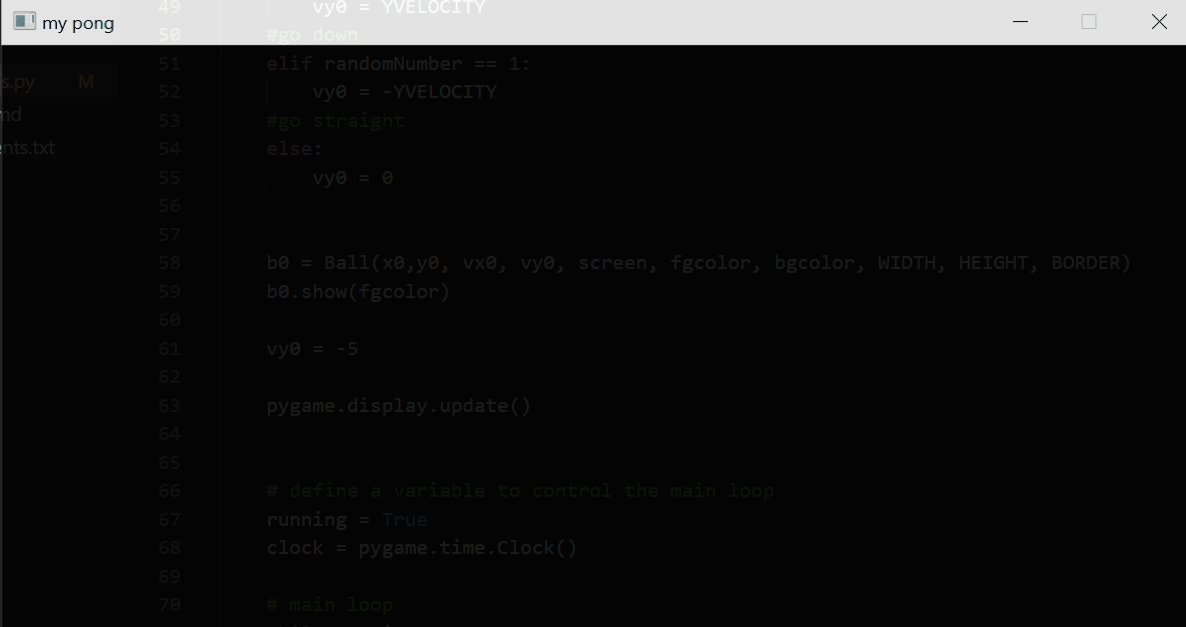 49 vy0 = YVELOCITY
my pong
50 #go down
51 elif randomNumber == 1:
s.py M
52 vy0 = -YVELOCITY
nd
53 #go straight
54 else:
ents.txt
55 vy0 = 0
56
57
58 b0 = Ball(x0,y0, vx0, vy0, screen, fgcolor, bgcolor, WIDTH, HEIGHT, BORDER)
59 b0.show(fgcolor)
60
61 vy0 = -5
62
63 pygame.display.update()
64
65
66 # define a variable to control the main loop
67 running = True
68 clock = pygame.time.Clock()
69
70 # main loop